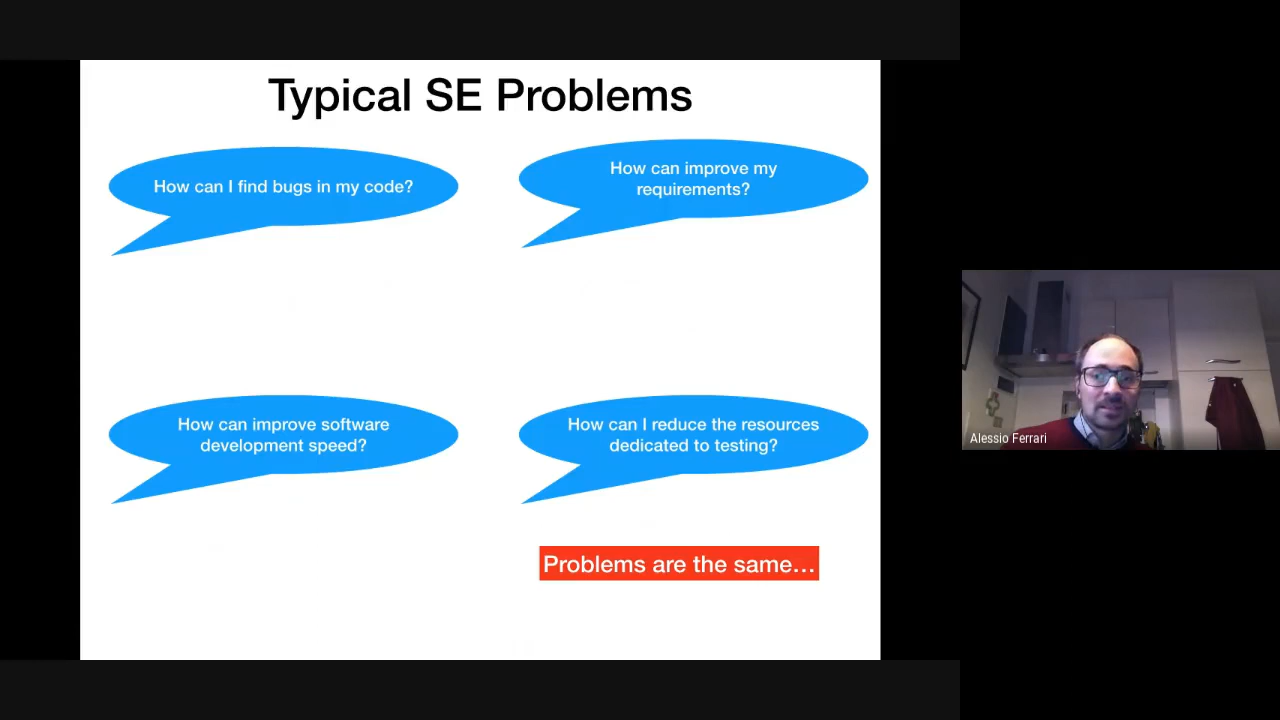 Typical SE Problems
How can I find bugs in my code?
How can improve my
requirements?
How can improve software
development speed?
How can I reduce the resources
dedicated to testing?
Problems are the same…
Alessio Ferrari